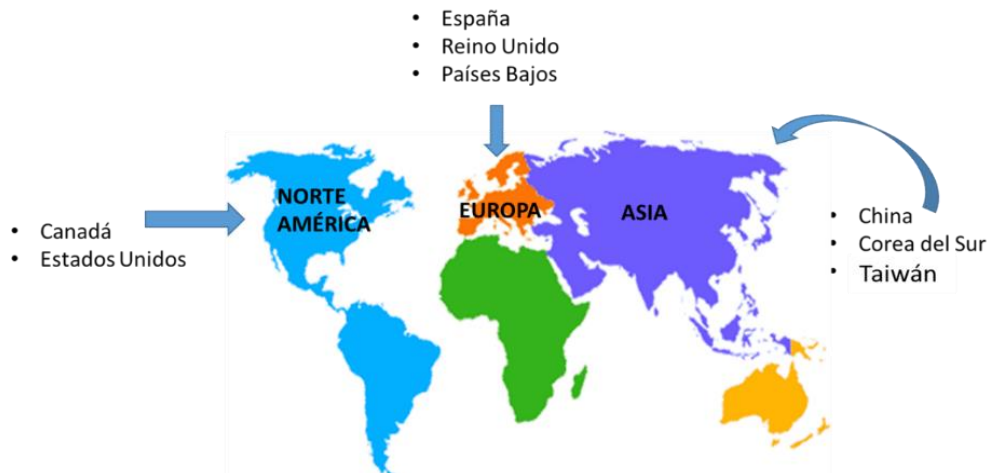 • España
• Reino Unido
• Países Bajos
NORTE
AMÉRICA
EUROPA
ASIA
• Canadá
• Estados Unidos
• China
• Corea del Sur
• Taiwán